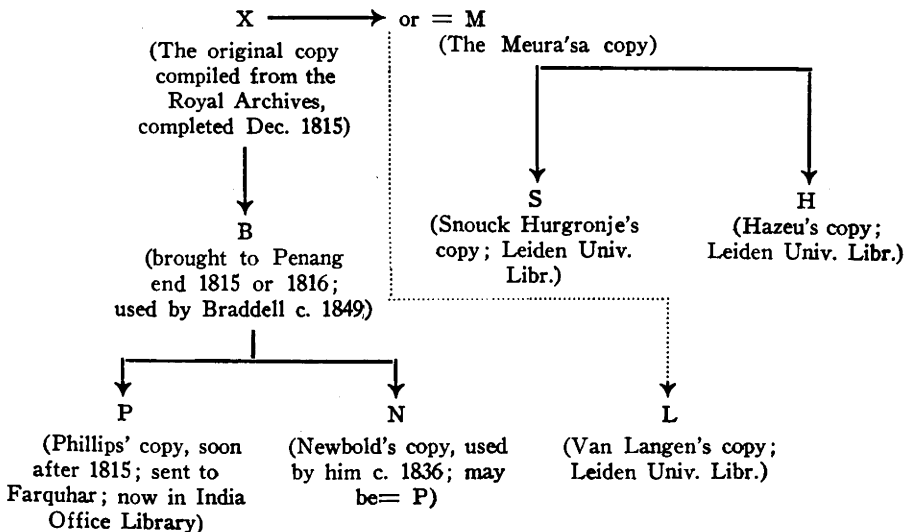 X or = M
(The original copy
compiled from the
Royal Archives,
completed Dec. 1815)
(The Meura'sa copy)
B
(brought to Penang
end 1815 or 1816;
used by Braddell c. 1849;)
S
(Snouck Hurgronje's
copy; Leiden Univ.
Libr.)
H
(Hazeu's copy;
Leiden Univ. Libr.)
P
(Phillips' copy, soon
after 1815; sent to
Farquhar; now in India
Office Library)
N
(Newbold's copy, used
by him c. 1836; may
be= P)
L
(Van Langen's copy;
Leiden Univ. Libr.)